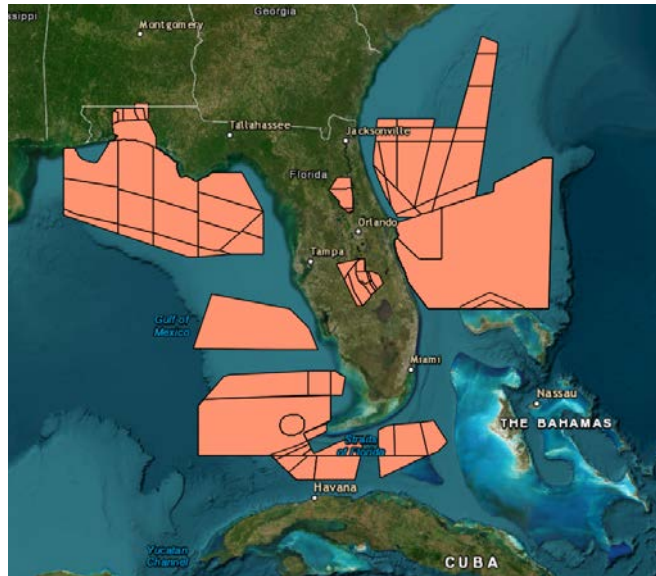 ssippi
Montgomery
Georgia
Tallahassee
Jacksonville
Florida
Orlando
Tampa
Gulf of
Mexico
Miami
Nassau
THE BAHAMAS
Straits
of Florida
Havana
Yucatan
Channel
CUBA